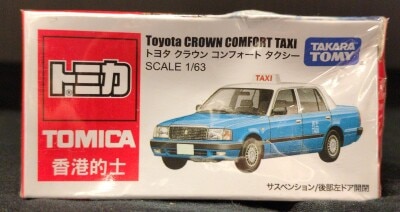 Toyota CROWN COMFORT TAXI
トヨタ クラウン コンフォート タクシー
SCALE 1/63
TAKARA
TOMY
トミカ
TOMICA
香港的士
TAXI
サスペンション/後部左ドア開閉